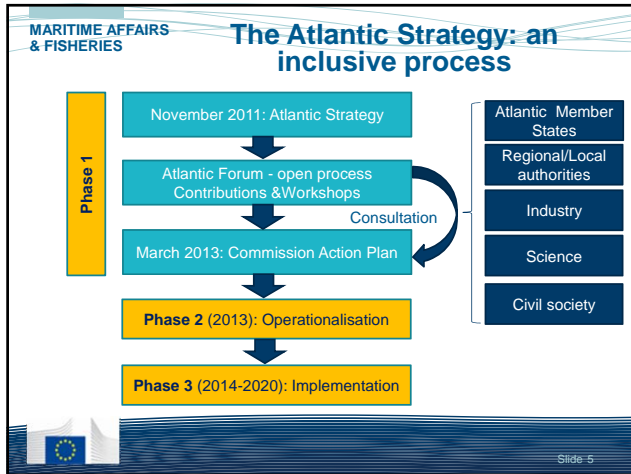 MARITIME AFFAIRS
& FISHERIES
The Atlantic Strategy: an
inclusive process
Phase 1
November 2011: Atlantic Strategy
Atlantic Forum - open process
Contributions &Workshops
Consultation
March 2013: Commission Action Plan
Phase 2 (2013): Operationalisation
Phase 3 (2014-2020): Implementation
Atlantic Member
States
Regional/Local
authorities
Industry
Science
Civil society
Slide 5